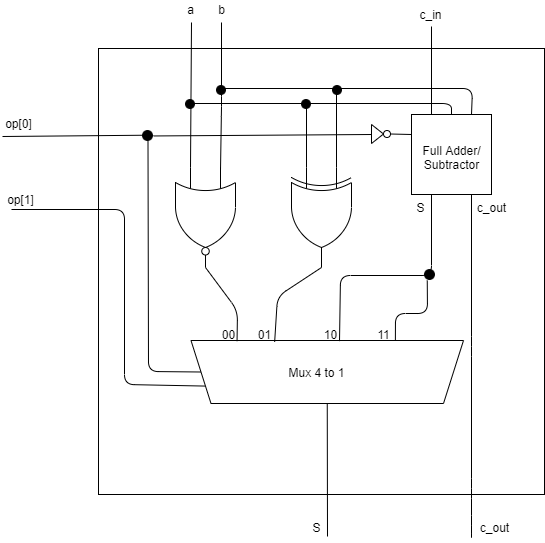 a
b
c_in
op[0]
Full Adder/
Subtractor
op[1]
S
c_out
00
01
10
11
Mux 4 to 1
S
c_out